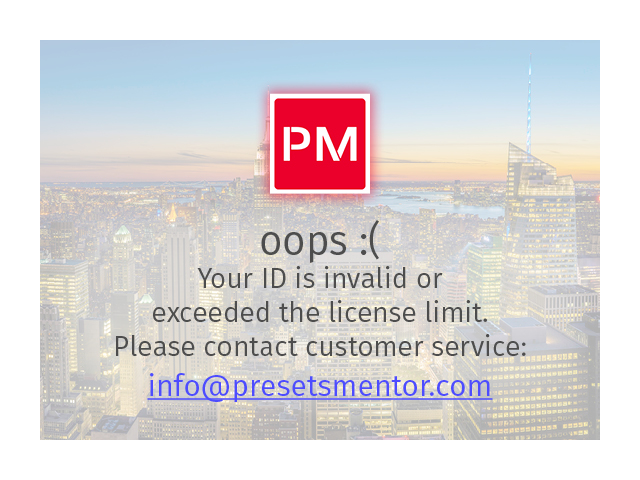 PM
oops :(
Your ID is invalid or
exceeded the license limit.
Please contact customer service:
info@presetsmentor.com